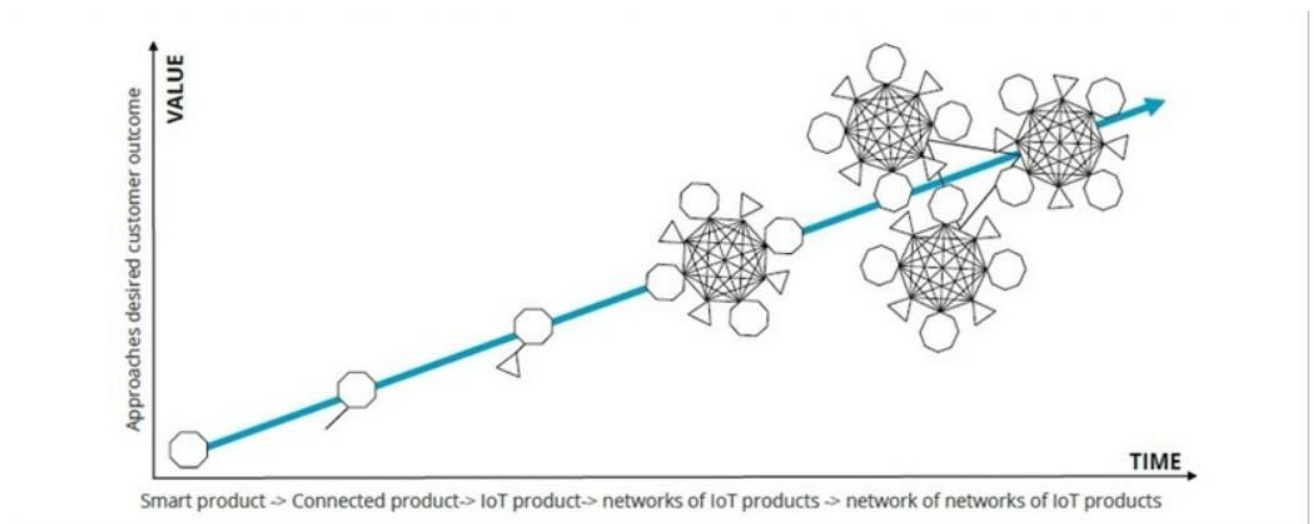 VALUE
Approaches desired customer outcome
TIME
Smart product -> Connected product-> IoT product-> networks of IoT products -> network of networks of IoT products